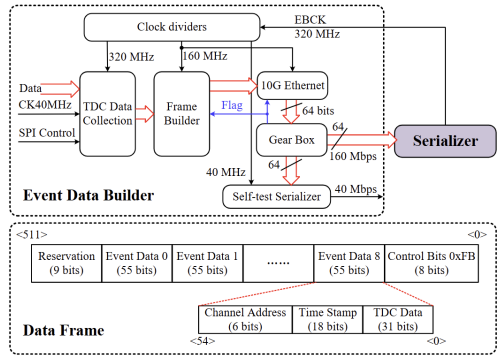 Clock dividers
EBCK
320 MHz
320 MHz
160 MHz
Data
CK40MHz
SPI Control
TDC Data
Collection
Frame
Builder
10G Ethernet
Flag
64 bits
Gear Box
64
160 Mbps
Serializer
64
40 MHz
Self-test Serializer
40 Mbps
Event Data Builder
<511>
<0>
Reservation
(9 bits)
Event Data 0
(55 bits)
Event Data 1
(55 bits)
......
Event Data 8
(55 bits)
Control Bits 0xFB
(8 bits)
Channel Address
(6 bits)
Time Stamp
(18 bits)
TDC Data
(31 bits)
<54>
<0>
Data Frame